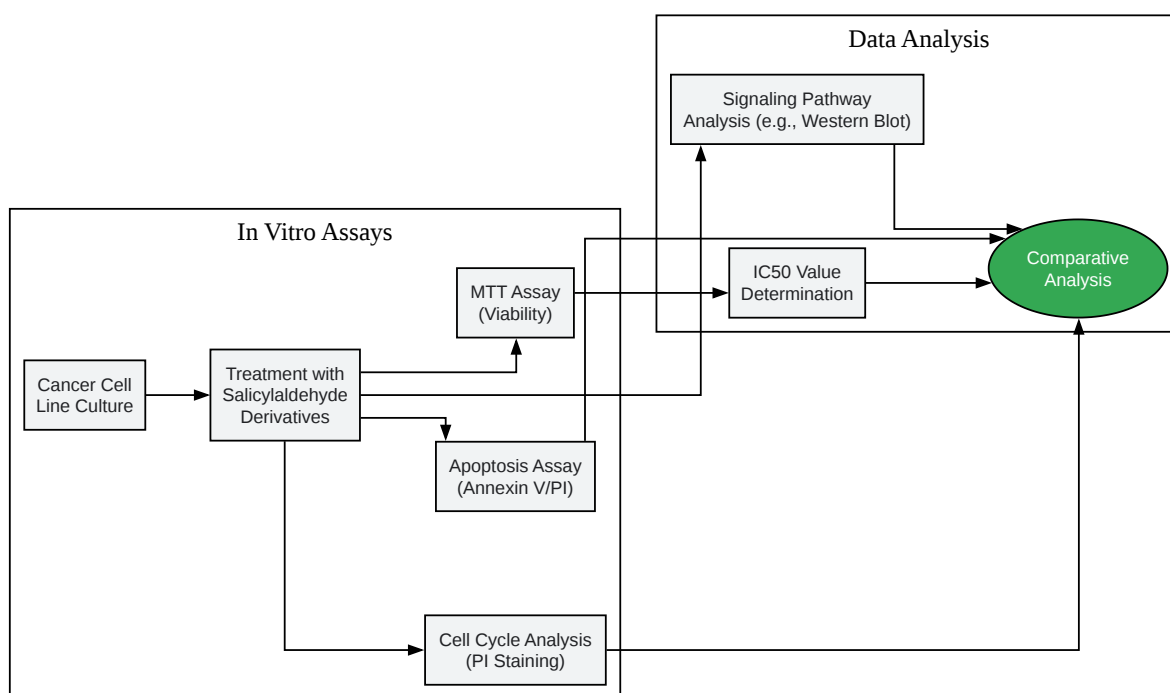 Data Analysis
Signaling Pathway
Analysis (e.g., Western Blot)
In Vitro Assays
Comparative
Analysis
IC50 Value
Determination
MTT Assay
(Viability)
Cancer Cell
Line Culture
Treatment with
Salicylaldehyde
Derivatives
Apoptosis Assay
(Annexin V/PI)
Cell Cycle Analysis
(PI Staining)